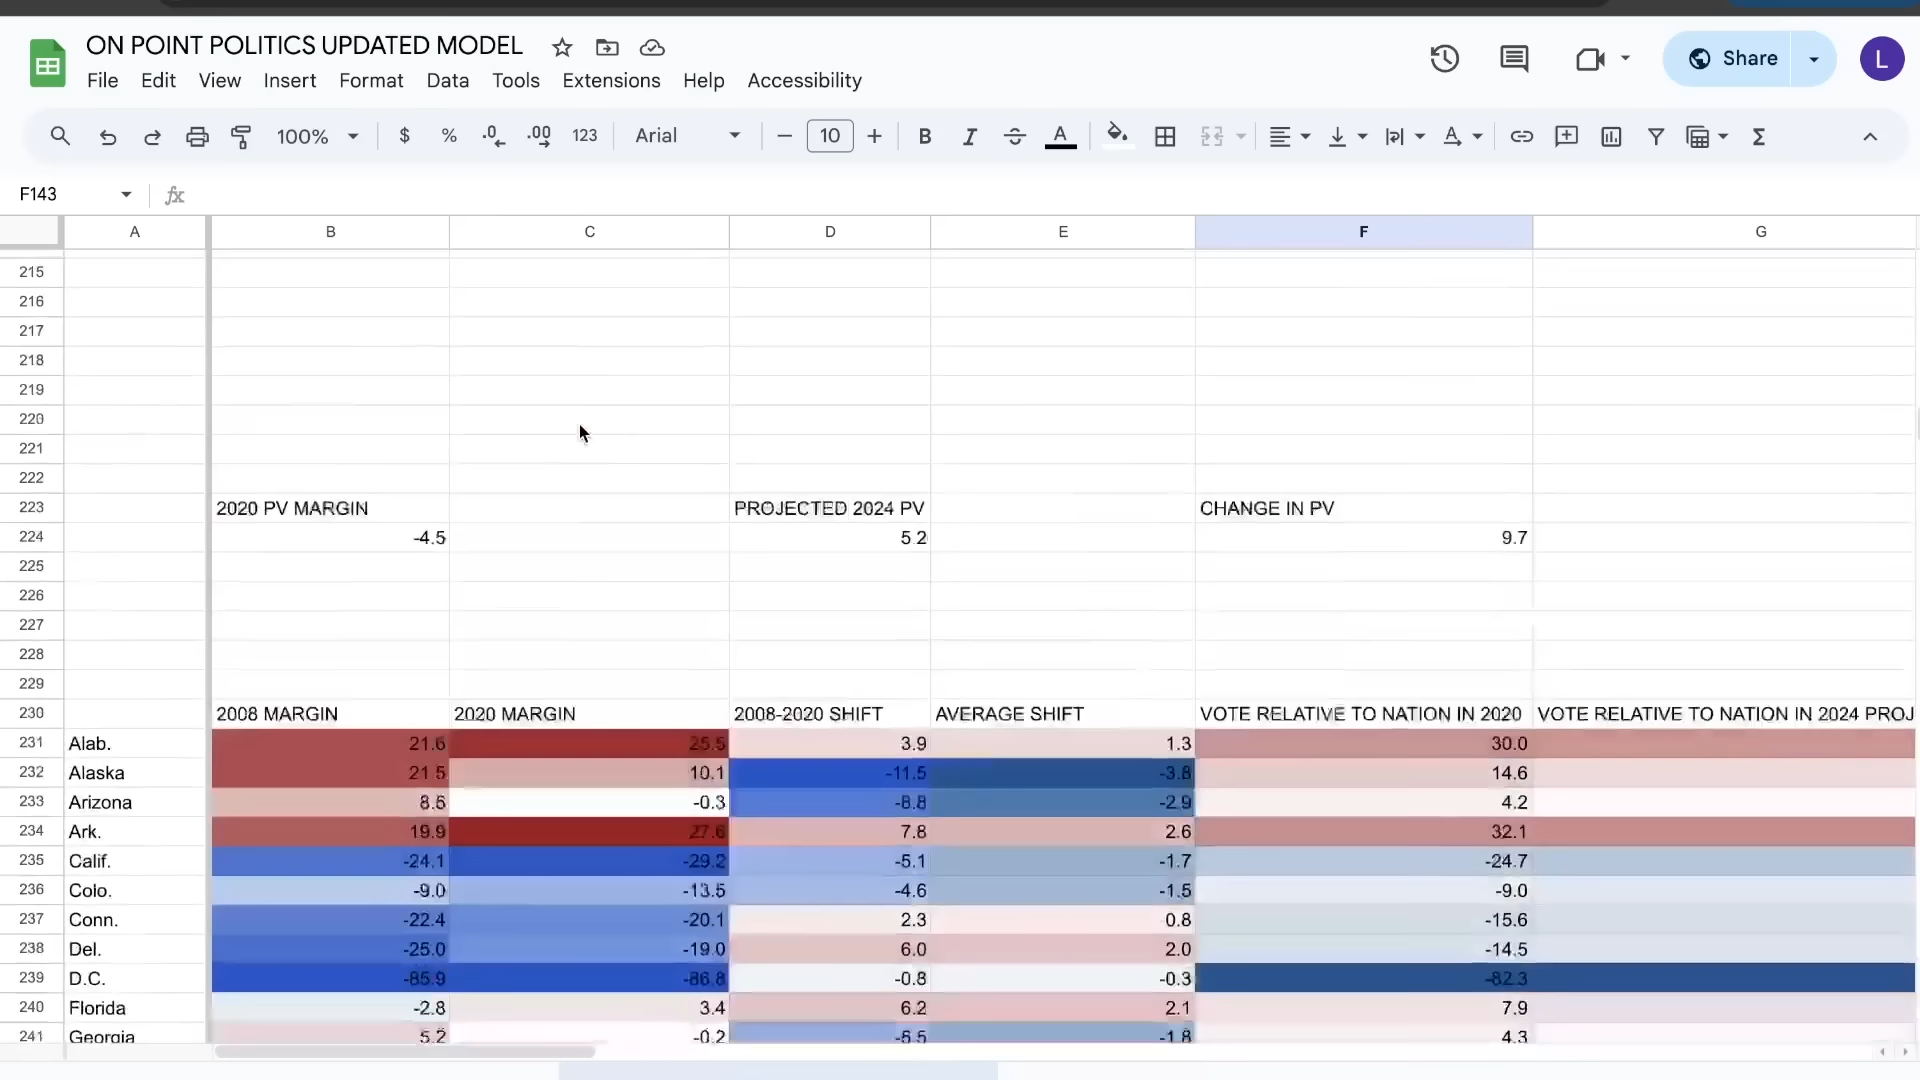 ON POINT POLITICS UPDATED MODEL
File Edit View Insert Format Data Tools Extensions Help Accessibility
Share
L
100% $ % .0 .00 123 Arial 10 B I A
F143 fx
A B C D E F G
215
216
217
218
219
220
221
222
223 2020 PV MARGIN PROJECTED 2024 PV CHANGE IN PV
224 -4.5 5.2 9.7
225
226
227
228
229
230 2008 MARGIN 2020 MARGIN 2008-2020 SHIFT AVERAGE SHIFT VOTE RELATIVE TO NATION IN 2020 VOTE RELATIVE TO NATION IN 2024 PROJ
231 Alab. 21.6 25.5 3.9 1.3 30.0
232 Alaska 21.5 10.1 -11.5 -3.8 14.6
233 Arizona 8.5 -0.3 -8.8 -2.9 4.2
234 Ark. 19.9 27.6 7.8 2.6 32.1
235 Calif. -24.1 -29.2 -5.1 -1.7 -24.7
236 Colo. -9.0 -13.5 -4.6 -1.5 -9.0
237 Conn. -22.4 -20.1 2.3 0.8 -15.6
238 Del. -25.0 -19.0 6.0 2.0 -14.5
239 D.C. -85.9 -86.8 -0.8 -0.3 -82.3
240 Florida -2.8 3.4 6.2 2.1 7.9
241 Georgia 5.2 -0.2 -5.5 -1.8 4.3